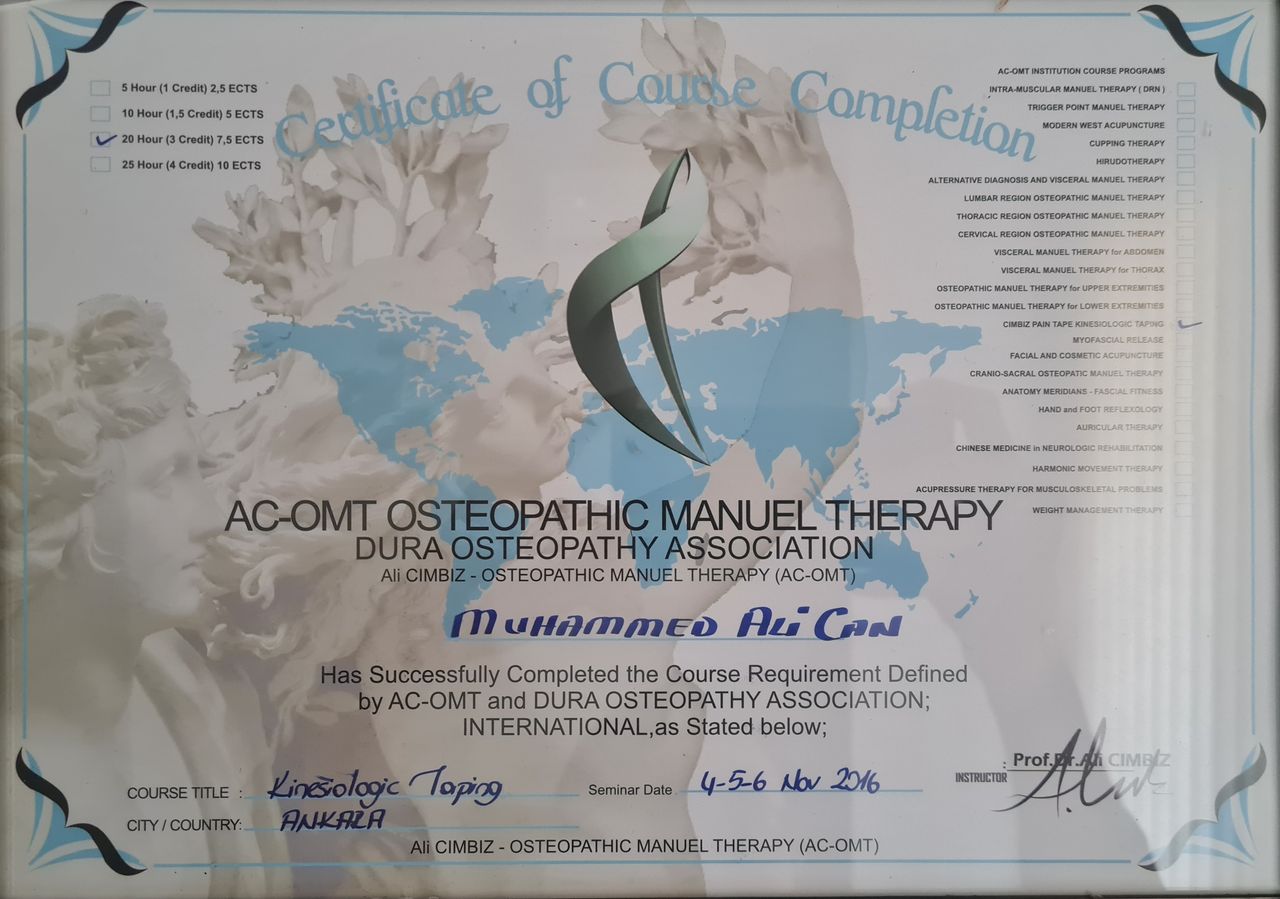 Certificate of Course Completion
5 Hour (1 Credit) 2,5 ECTS
10 Hour (1,5 Credit) 5 ECTS
20 Hour (3 Credit) 7,5 ECTS
25 Hour (4 Credit) 10 ECTS
AC-OMT INSTITUTION COURSE PROGRAMS
INTRA-MUSCULAR MANUEL THERAPY ( DRN )
TRIGGER POINT MANUEL THERAPY
MODERN WEST ACUPUNCTURE
CUPPING THERAPY
HIRUDOTHERAPY
ALTERNATIVE DIAGNOSIS AND VISCERAL MANUEL THERAPY
LUMBAR REGION OSTEOPATHIC MANUEL THERAPY
THORACIC REGION OSTEOPATHIC MANUEL THERAPY
CERVICAL REGION OSTEOPATHIC MANUEL THERAPY
VISCERAL MANUEL THERAPY for ABDOMEN
VISCERAL MANUEL THERAPY for THORAX
OSTEOPATHIC MANUEL THERAPY for UPPER EXTREMITIES
OSTEOPATHIC MANUEL THERAPY for LOWER EXTREMITIES
CIMBIZ PAIN TAPE KINESIOLOGIC TAPING
MYOFASCIAL RELEASE
FACIAL AND COSMETIC ACUPUNCTURE
CRANIO-SACRAL OSTEOPATIC MANUEL THERAPY
ANATOMY MERIDIANS - FASCIAL FITNESS
HAND and FOOT REFLEXOLOGY
AURICULAR THERAPY
CHINESE MEDICINE in NEUROLOGIC REHABILITATION
HARMONIC MOVEMENT THERAPY
ACUPRESSURE THERAPY FOR MUSCULOSKELETAL PROBLEMS
WEIGHT MANAGEMENT THERAPY
AC-OMT OSTEOPATHIC MANUEL THERAPY
DURA OSTEOPATHY ASSOCIATION
Ali CIMBIZ - OSTEOPATHIC MANUEL THERAPY (AC-OMT)
MUHAMMED ALi CAN
Has Successfully Completed the Course Requirement Defined
by AC-OMT and DURA OSTEOPATHY ASSOCIATION;
INTERNATIONAL,as Stated below;
COURSE TITLE : Kinesiologic Taping
Seminar Date 4-5-6 Nov 2016
INSTRUCTOR : Prof.Dr.Ali CIMBIZ
CITY / COUNTRY: ANKARA
Ali CIMBIZ - OSTEOPATHIC MANUEL THERAPY (AC-OMT)